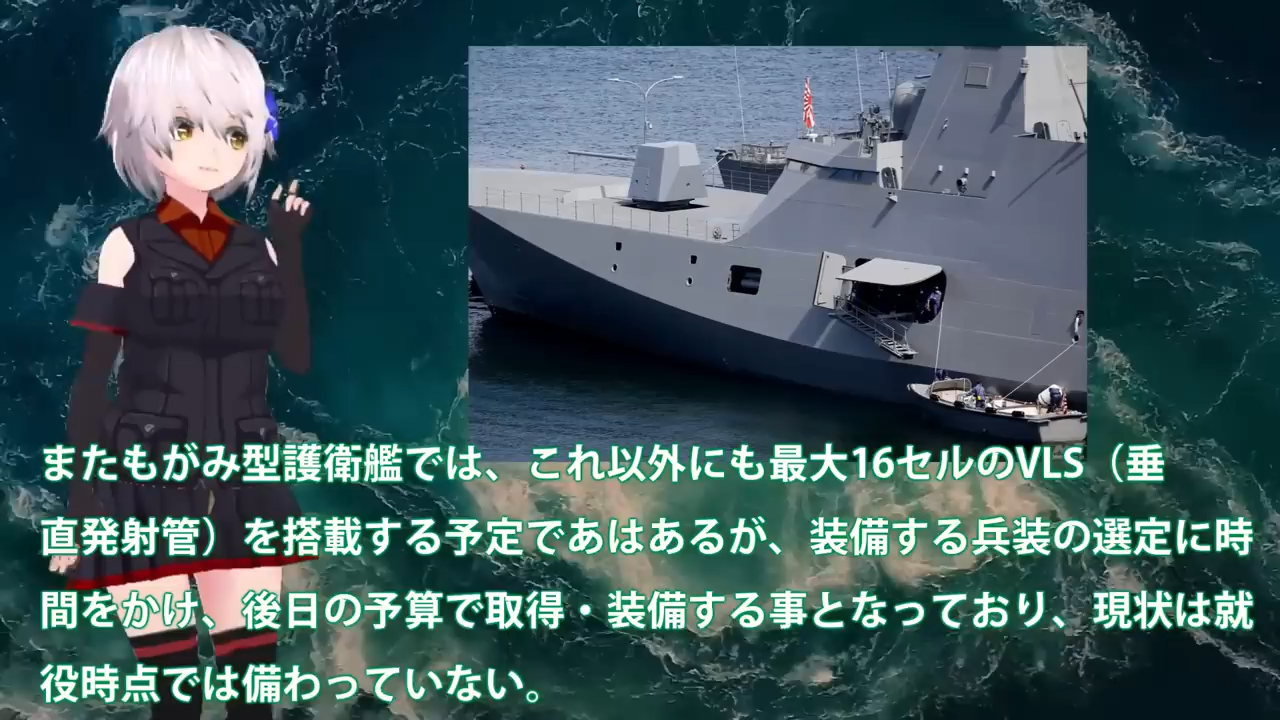 またもがみ型護衛艦では、これ以外にも最大16セルのVLS（垂
直発射管）を搭載する予定であはあるが、装備する兵装の選定に時
間をかけ、後日の予算で取得・装備する事となっており、現状は就
役時点では備わっていない。